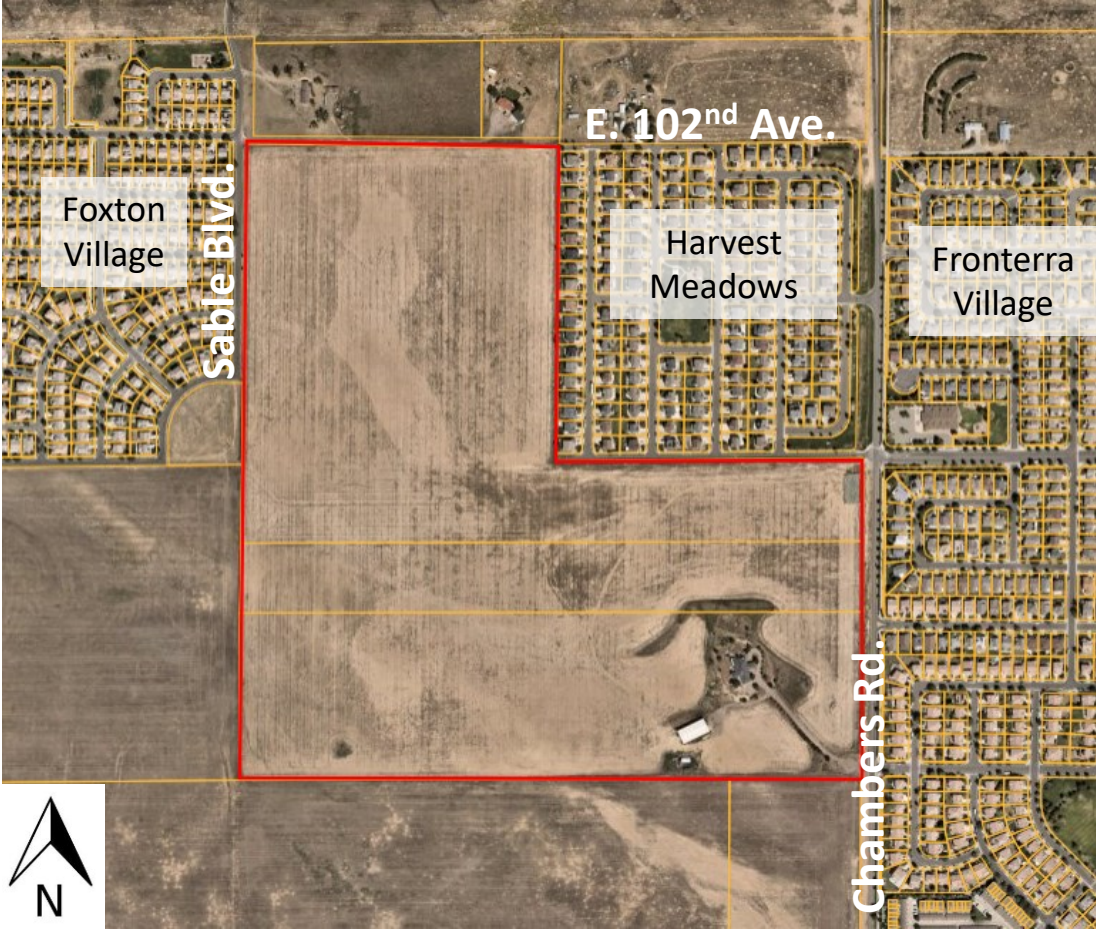 E. 102nd Ave.
Foxton
Village
Sable Blvd.
Harvest
Meadows
Fronterra
Village
Chambers Rd.
N